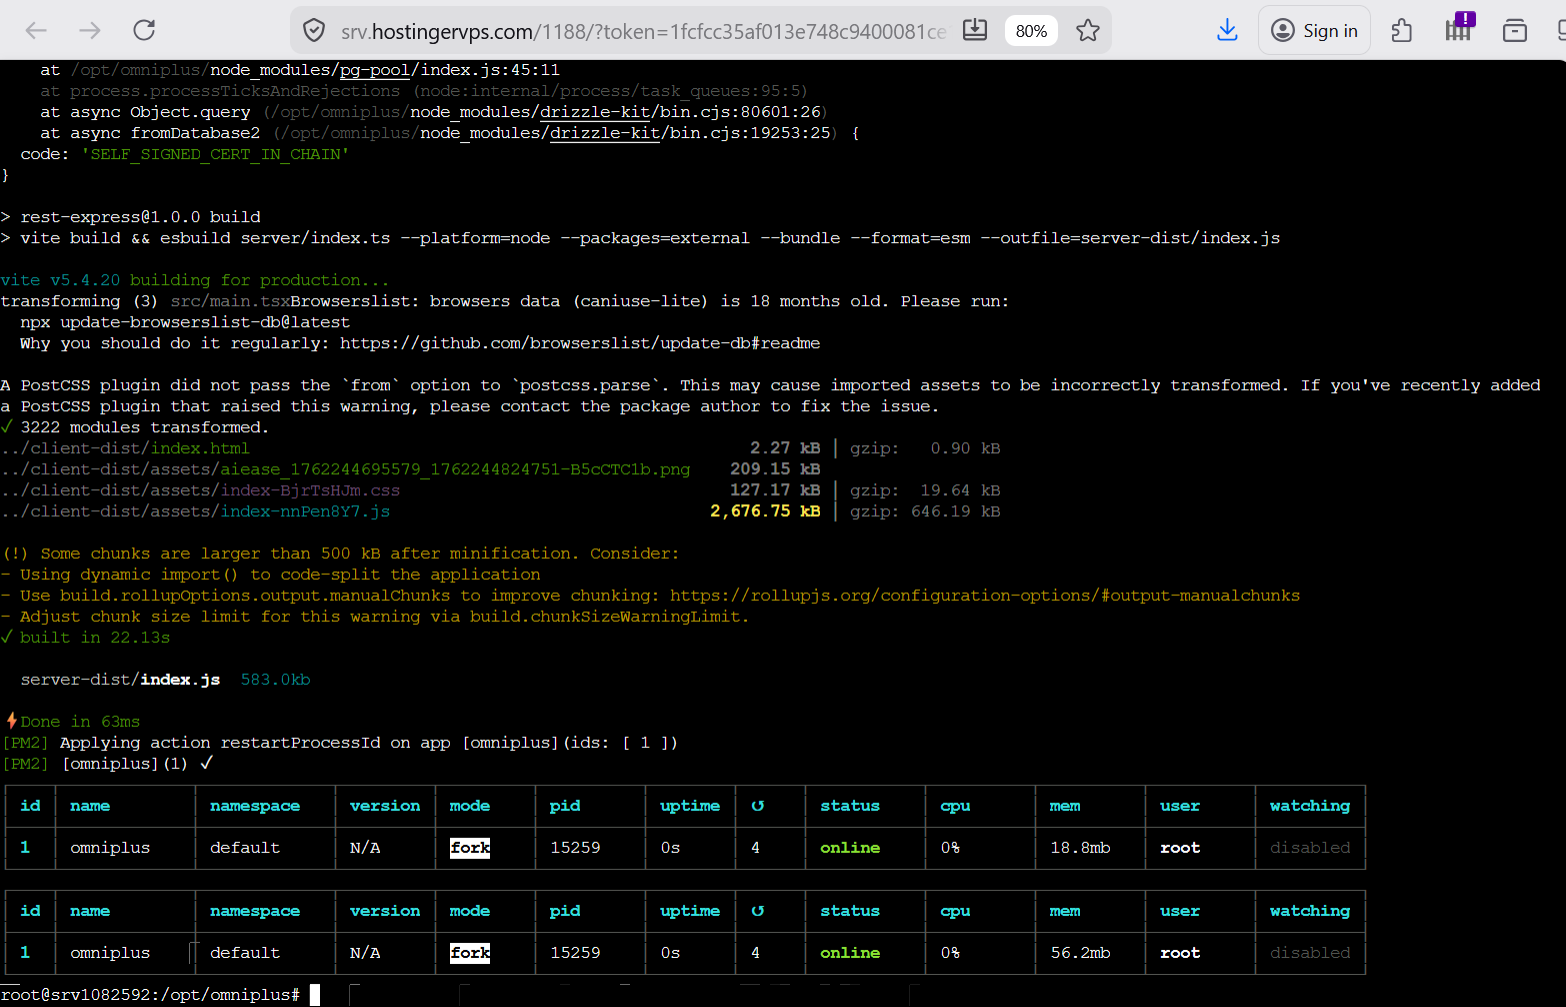 srv.hostingervps.com/1188/?token=1fcfcc35af013e748c9400081ce
80%
Sign in
at /opt/omniplus/node_modules/pg-pool/index.js:45:11
at process.processTicksAndRejections (node:internal/process/task_queues:95:5)
at async Object.query (/opt/omniplus/node_modules/drizzle-kit/bin.cjs:80601:26)
at async fromDatabase2 (/opt/omniplus/node_modules/drizzle-kit/bin.cjs:19253:25) {
code: 'SELF_SIGNED_CERT_IN_CHAIN'
}
> rest-express@1.0.0 build
> vite build && esbuild server/index.ts --platform=node --packages=external --bundle --format=esm --outfile=server-dist/index.js
vite v5.4.20 building for production...
transforming (3) src/main.tsxBrowserslist: browsers data (caniuse-lite) is 18 months old. Please run:
npx update-browserslist-db@latest
Why you should do it regularly: https://github.com/browserslist/update-db#readme
A PostCSS plugin did not pass the `from` option to `postcss.parse`. This may cause imported assets to be incorrectly transformed. If you've recently added
a PostCSS plugin that raised this warning, please contact the package author to fix the issue.
✓ 3222 modules transformed.
../client-dist/index.html 2.27 kB │ gzip: 0.90 kB
../client-dist/assets/aiease_1762244695579_1762244824751-B5cCTC1b.png 209.15 kB
../client-dist/assets/index-BjrTsHJm.css 127.17 kB │ gzip: 19.64 kB
../client-dist/assets/index-nnPen8Y7.js 2,676.75 kB │ gzip: 646.19 kB
(!) Some chunks are larger than 500 kB after minification. Consider:
- Using dynamic import() to code-split the application
- Use build.rollupOptions.output.manualChunks to improve chunking: https://rollupjs.org/configuration-options/#output-manualchunks
- Adjust chunk size limit for this warning via build.chunkSizeWarningLimit.
✓ built in 22.13s
server-dist/index.js 583.0kb
⚡Done in 63ms
[PM2] Applying action restartProcessId on app [omniplus](ids: [ 1 ])
[PM2] [omniplus](1) ✓
id name namespace version mode pid uptime ↺ status cpu mem user watching
1 omniplus default N/A fork 15259 0s 4 online 0% 18.8mb root disabled
id name namespace version mode pid uptime ↺ status cpu mem user watching
1 omniplus default N/A fork 15259 0s 4 online 0% 56.2mb root disabled
root@srv1082592:/opt/omniplus#